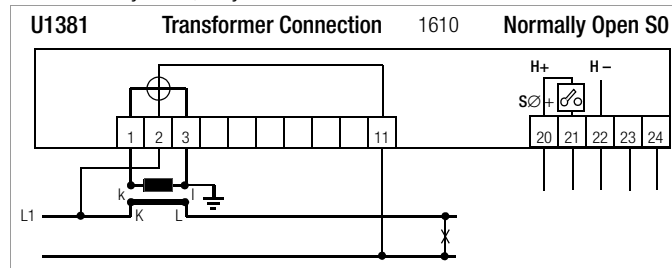 U1381 Transformer Connection 1610 Normally Open S0
H+ H –
S∅ +
1 2 3 11 20 21 22 23 24
k l
L1 K L